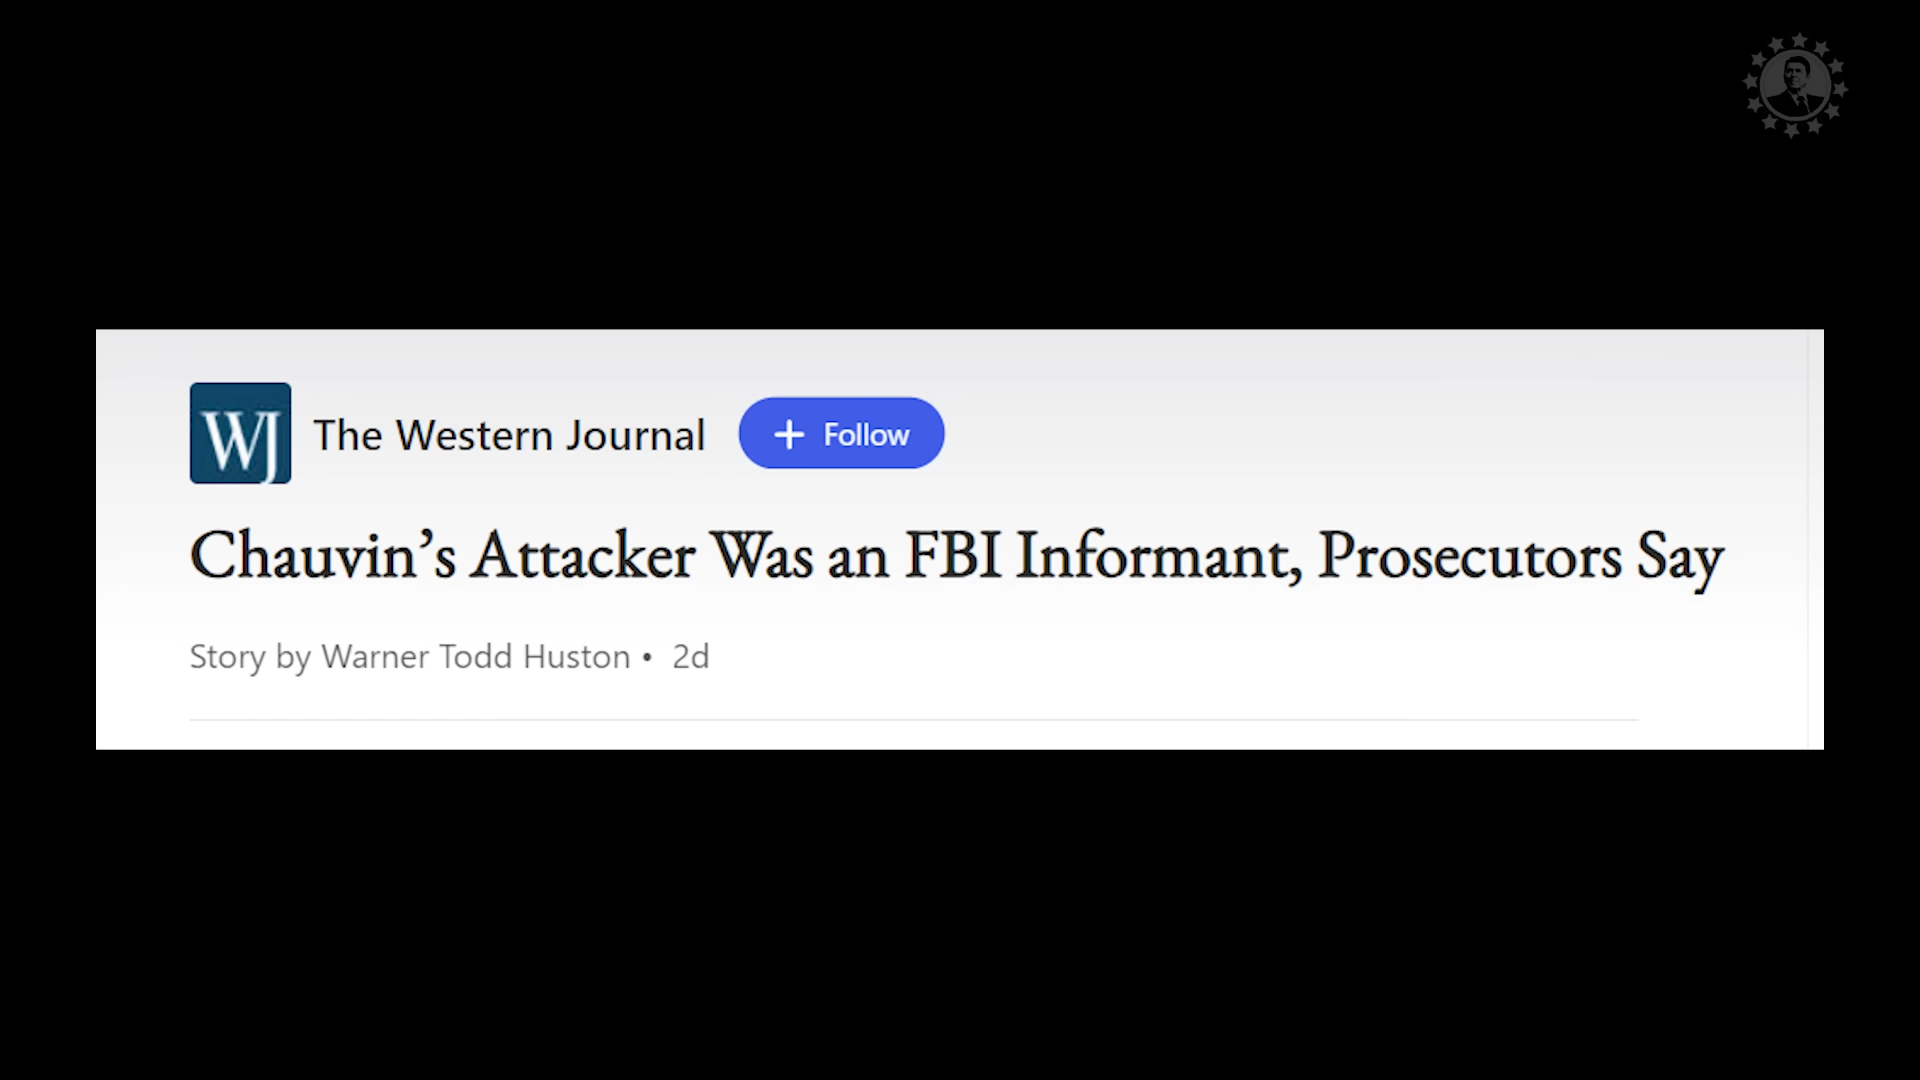 WJ The Western Journal + Follow
Chauvin’s Attacker Was an FBI Informant, Prosecutors Say
Story by Warner Todd Huston • 2d